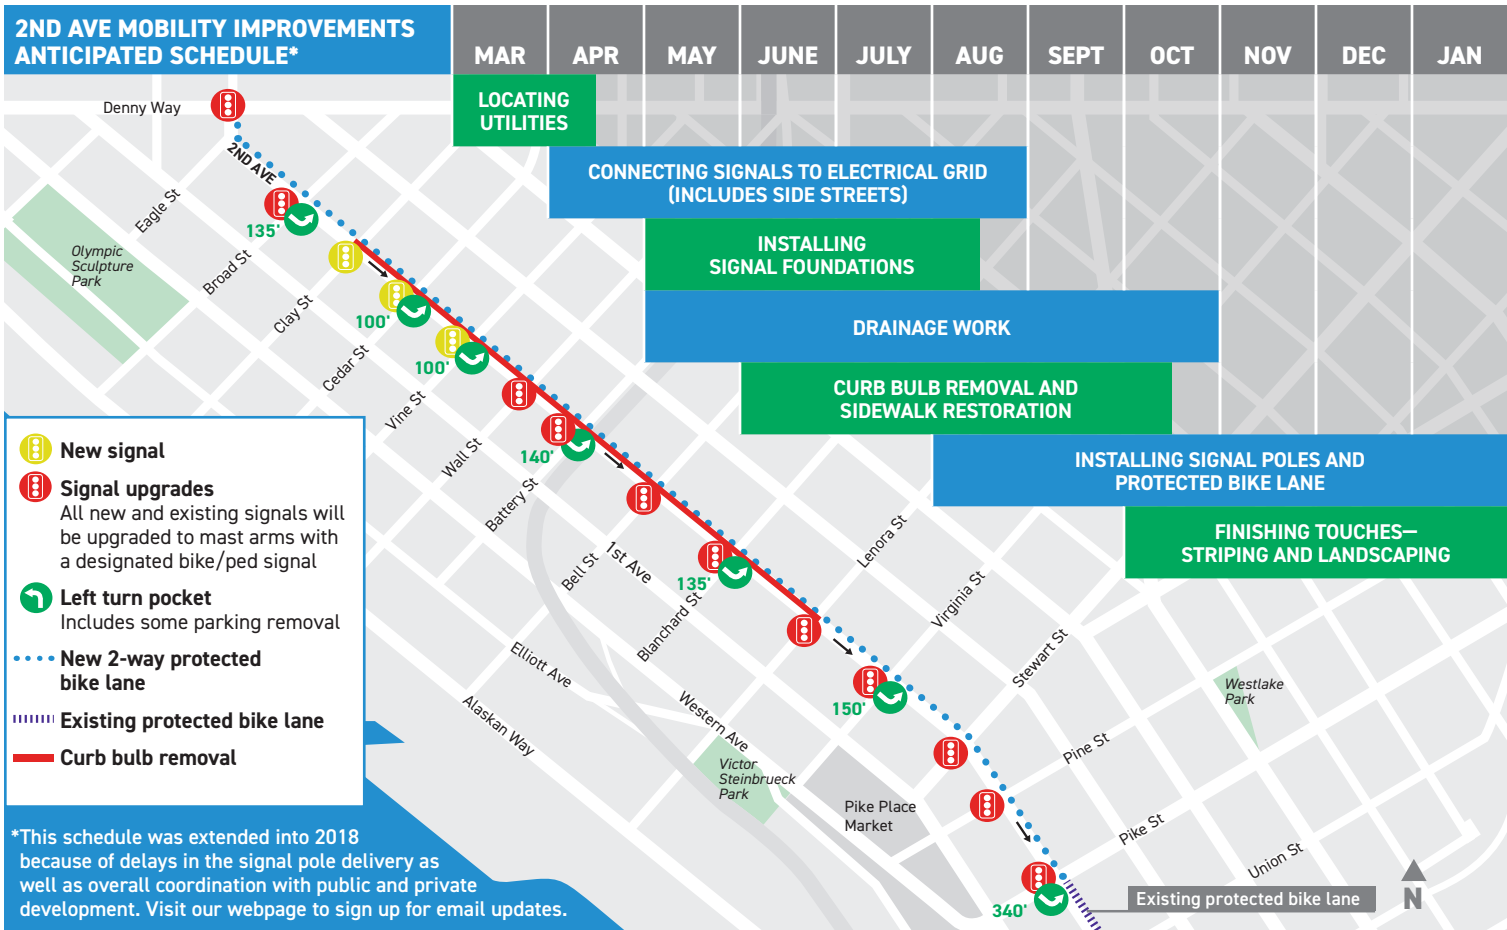 2ND AVE MOBILITY IMPROVEMENTS
ANTICIPATED SCHEDULE*
MAR
APR
MAY
JUNE
JULY
AUG
SEPT
OCT
NOV
DEC
JAN
LOCATING
UTILITIES
CONNECTING SIGNALS TO ELECTRICAL GRID
(INCLUDES SIDE STREETS)
INSTALLING
SIGNAL FOUNDATIONS
DRAINAGE WORK
CURB BULB REMOVAL AND
SIDEWALK RESTORATION
INSTALLING SIGNAL POLES AND
PROTECTED BIKE LANE
FINISHING TOUCHES—
STRIPING AND LANDSCAPING
Denny Way
2ND AVE
Eagle St
135'
Olympic
Sculpture
Park
Broad St
Clay St
100'
Cedar St
100'
Vine St
Wall St
140'
Battery St
Bell St
1st Ave
135'
Blanchard St
Lenora St
Virginia St
Elliott Ave
Stewart St
Alaskan Way
Western Ave
150'
Westlake
Park
Victor
Steinbrueck
Park
Pine St
Pike Place
Market
Pike St
Union St
340'
Existing protected bike lane
N
New signal
Signal upgrades
All new and existing signals will
be upgraded to mast arms with
a designated bike/ped signal
Left turn pocket
Includes some parking removal
New 2-way protected
bike lane
Existing protected bike lane
Curb bulb removal
*This schedule was extended into 2018
because of delays in the signal pole delivery as
well as overall coordination with public and private
development. Visit our webpage to sign up for email updates.